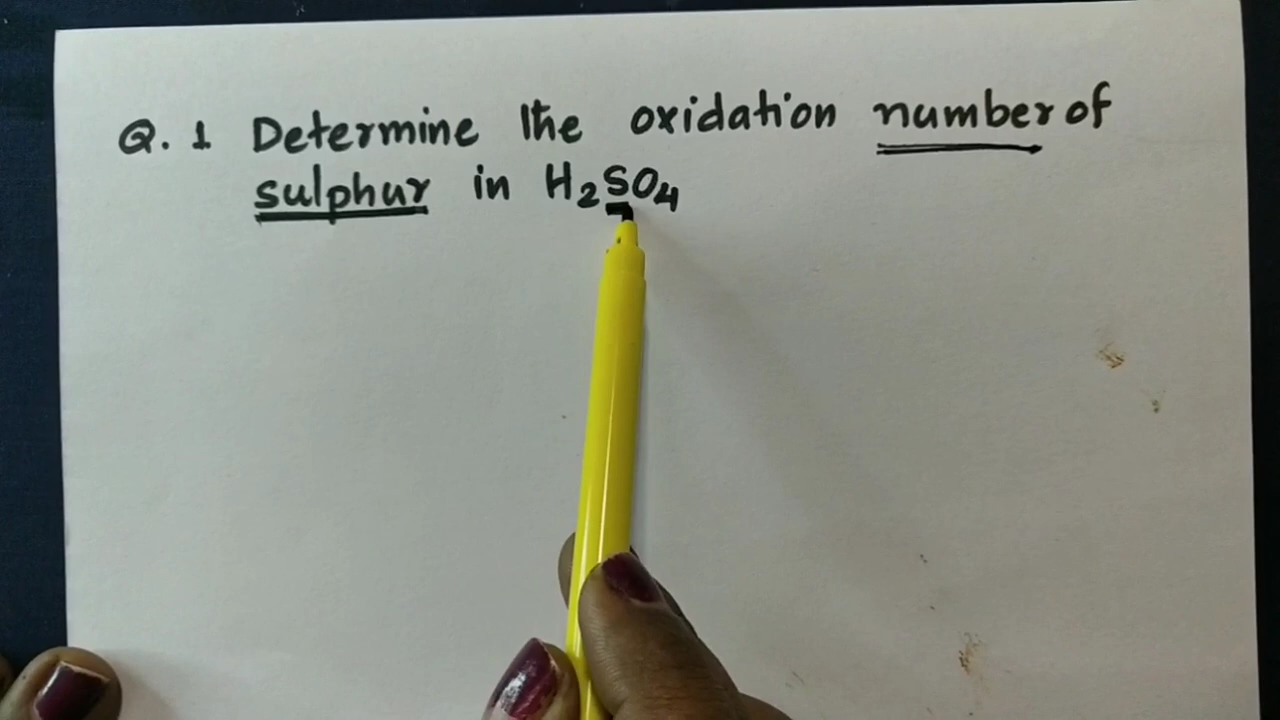 Q. 1 Determine the oxidation number of
sulphur in H₂SO₄